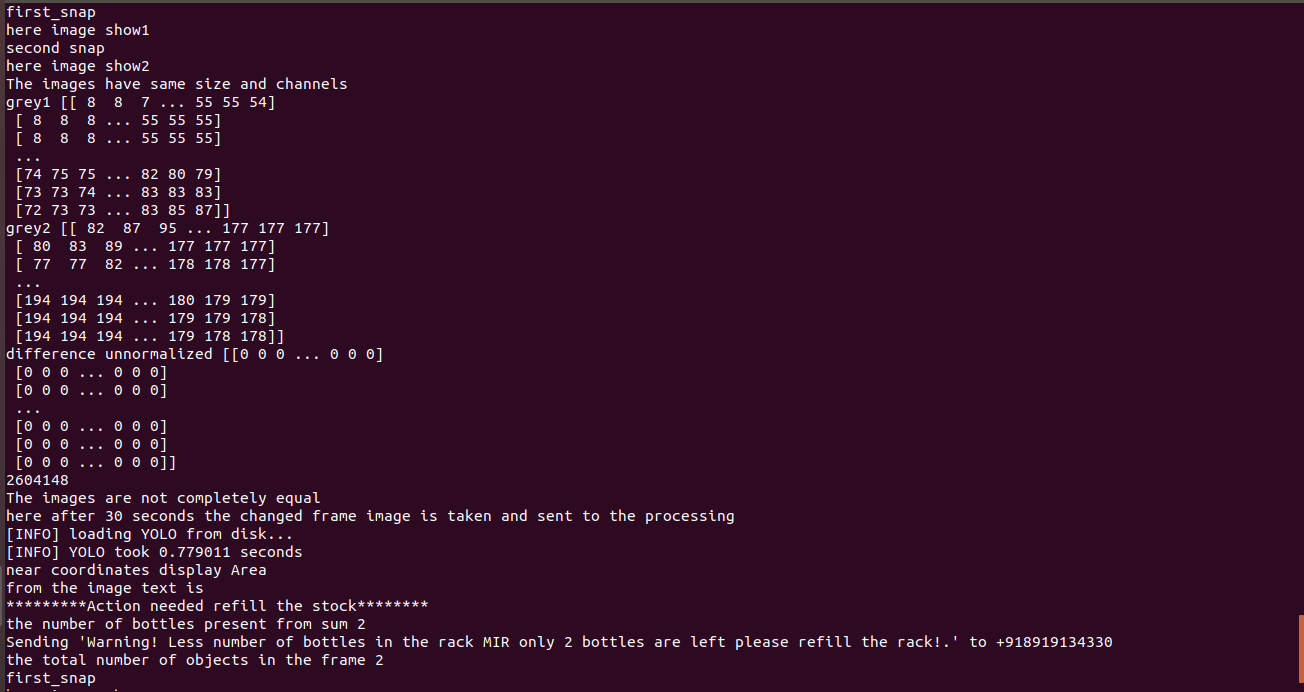 first_snap
here image show1
second snap
here image show2
The images have same size and channels
grey1 [[ 8  8  7 ... 55 55 54]
 [ 8  8  8 ... 55 55 55]
 [ 8  8  8 ... 55 55 55]
 ...
 [74 75 75 ... 82 80 79]
 [73 73 74 ... 83 83 83]
 [72 73 73 ... 83 85 87]]
grey2 [[ 82  87  95 ... 177 177 177]
 [ 80  83  89 ... 177 177 177]
 [ 77  77  82 ... 178 178 177]
 ...
 [194 194 194 ... 180 179 179]
 [194 194 194 ... 179 179 178]
 [194 194 194 ... 179 178 178]]
difference unnormalized [[0 0 0 ... 0 0 0]
 [0 0 0 ... 0 0 0]
 [0 0 0 ... 0 0 0]
 ...
 [0 0 0 ... 0 0 0]
 [0 0 0 ... 0 0 0]
 [0 0 0 ... 0 0 0]]
2604148
The images are not completely equal
here after 30 seconds the changed frame image is taken and sent to the processing
[INFO] loading YOLO from disk...
[INFO] YOLO took 0.779011 seconds
near coordinates display Area
from the image text is
*********Action needed refill the stock********
the number of bottles present from sum 2
Sending 'Warning! Less number of bottles in the rack MIR only 2 bottles are left please refill the rack!.' to +918919134330
the total number of objects in the frame 2
first_snap